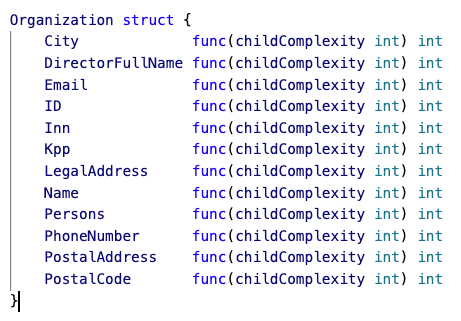 Organization struct {
    City             func(childComplexity int) int
    DirectorFullName func(childComplexity int) int
    Email            func(childComplexity int) int
    ID               func(childComplexity int) int
    Inn              func(childComplexity int) int
    Kpp              func(childComplexity int) int
    LegalAddress     func(childComplexity int) int
    Name             func(childComplexity int) int
    Persons          func(childComplexity int) int
    PhoneNumber      func(childComplexity int) int
    PostalAddress    func(childComplexity int) int
    PostalCode       func(childComplexity int) int
}